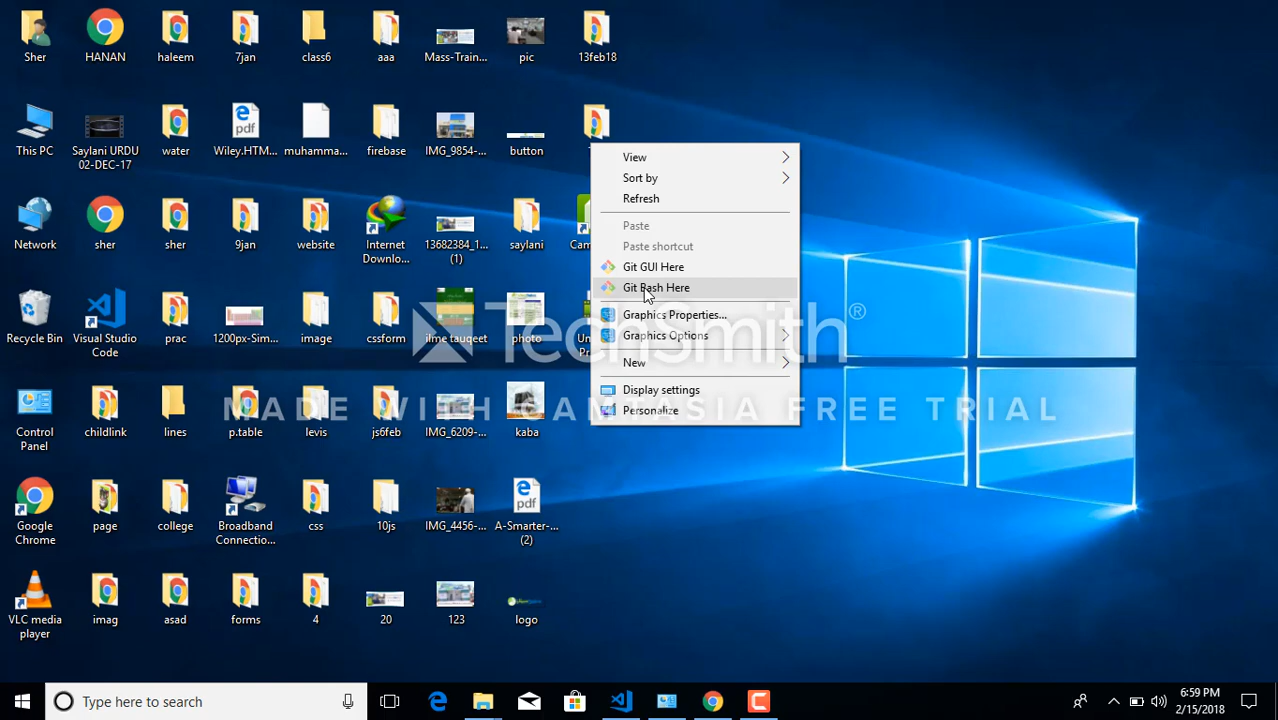 Sher
HANAN
haleem
7jan
class6
aaa
Mass-Train...
pic
13feb18
This PC
Saylani URDU
02-DEC-17
water
Wiley.HTM...
muhamma...
firebase
IMG_9854-...
button
Network
sher
sher
9jan
website
Internet
Downlo...
13682384_1...
(1)
saylani
Recycle Bin
Visual Studio
Code
prac
1200px-Sim...
image
cssform
ilme tauqeet
photo
Control
Panel
childlink
lines
p.table
levis
js6feb
IMG_6209-...
kaba
Google
Chrome
page
college
Broadband
Connectio...
css
10js
IMG_4456-...
A-Smarter-...
(2)
VLC media
player
imag
asad
forms
4
20
123
logo
View
Sort by
Refresh
Paste
Paste shortcut
Git GUI Here
Git Bash Here
Graphics Properties...
Graphics Options
New
Display settings
Personalize
TechSmith®
MADE WITH CAMTASIA FREE TRIAL
Type here to search
6:59 PM
2/15/2018